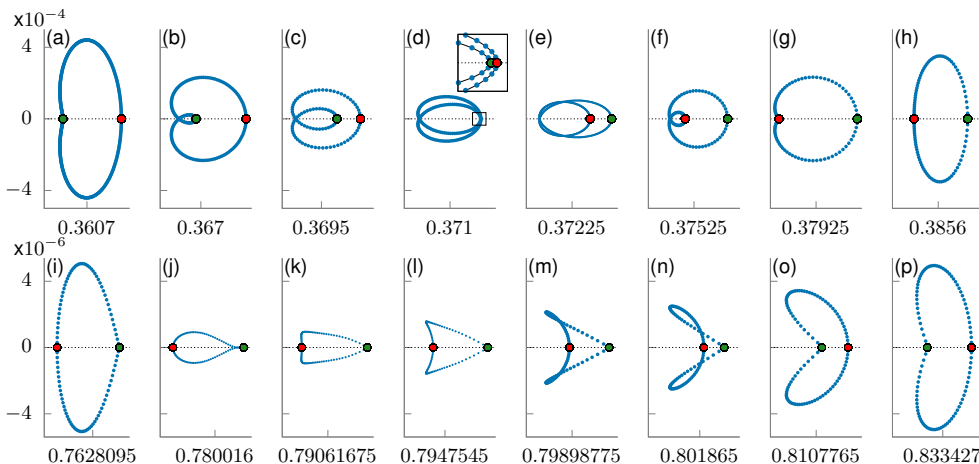 x10⁻⁴
(a) (b) (c) (d) (e) (f) (g) (h)
4
0
−4
0.3607 0.367 0.3695 0.371 0.37225 0.37525 0.37925 0.3856
x10⁻⁶
(i) (j) (k) (l) (m) (n) (o) (p)
4
0
−4
0.7628095 0.780016 0.79061675 0.7947545 0.79898775 0.801865 0.8107765 0.833427